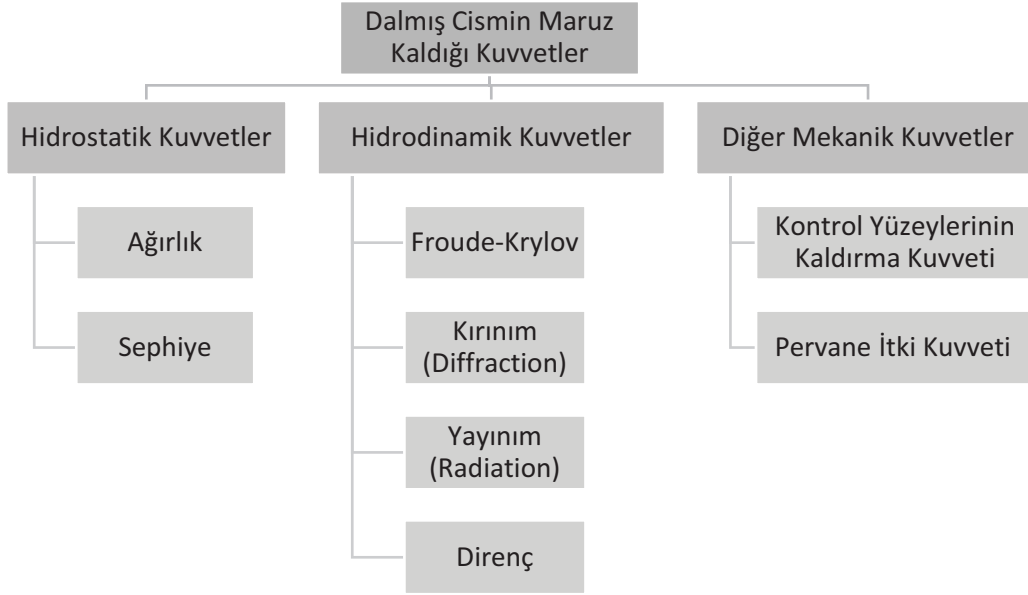 Dalmış Cismin Maruz
Kaldığı Kuvvetler
Hidrostatik Kuvvetler
Ağırlık
Sephiye
Hidrodinamik Kuvvetler
Froude-Krylov
Kırınım
(Diffraction)
Yayınım
(Radiation)
Direnç
Diğer Mekanik Kuvvetler
Kontrol Yüzeylerinin
Kaldırma Kuvveti
Pervane İtki Kuvveti